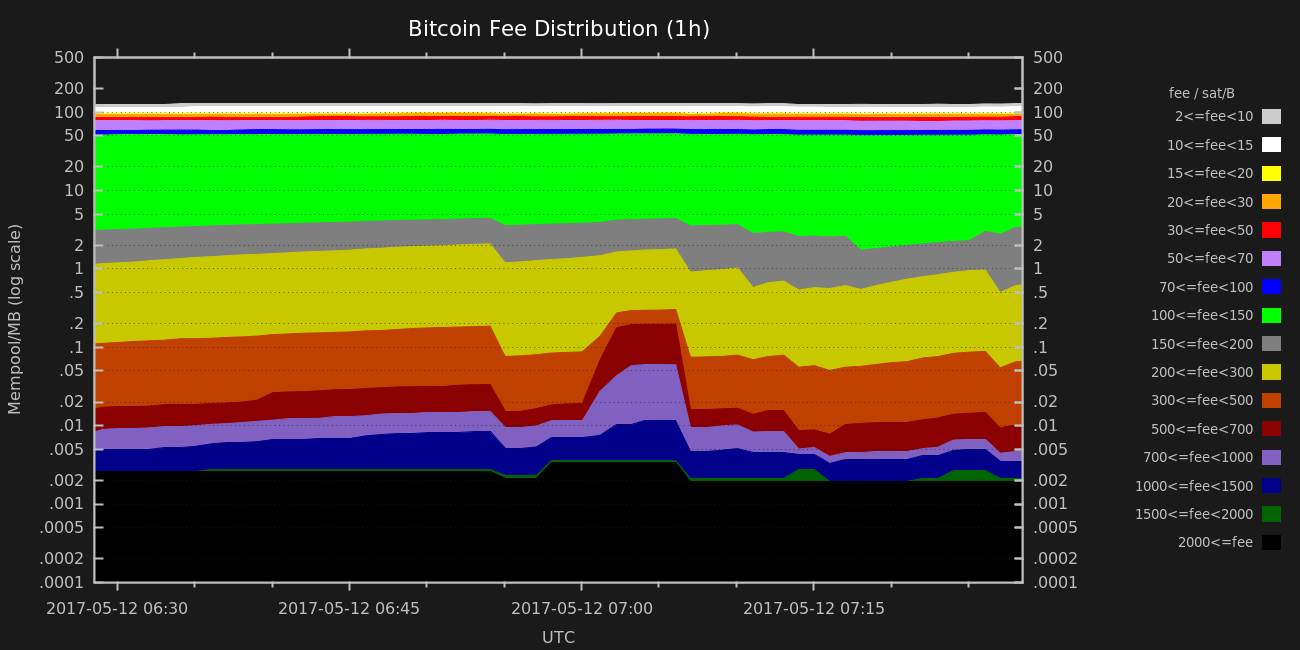 Bitcoin Fee Distribution (1h)
500 500
200 200
100 100
50 50
20 20
10 10
5 5
2 2
1 1
.5 .5
.2 .2
.1 .1
.05 .05
.02 .02
.01 .01
.005 .005
.002 .002
.001 .001
.0005 .0005
.0002 .0002
.0001 .0001
Mempool/MB (log scale)
2017-05-12 06:30 2017-05-12 06:45 2017-05-12 07:00 2017-05-12 07:15
UTC
fee / sat/B
2<=fee<10
10<=fee<15
15<=fee<20
20<=fee<30
30<=fee<50
50<=fee<70
70<=fee<100
100<=fee<150
150<=fee<200
200<=fee<300
300<=fee<500
500<=fee<700
700<=fee<1000
1000<=fee<1500
1500<=fee<2000
2000<=fee